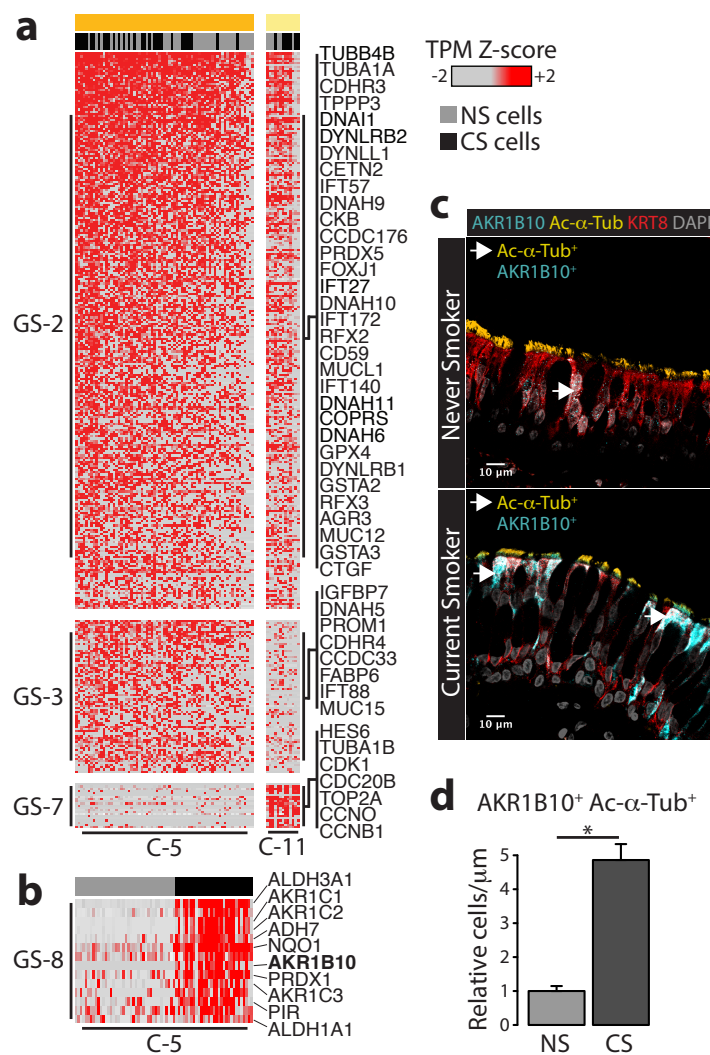 a
TPM Z-score
-2 +2
NS cells
CS cells
GS-2
GS-3
GS-7
C-5 C-11
TUBB4B
TUBA1A
CDHR3
TPPP3
DNAI1
DYNLRB2
DYNLL1
CETN2
IFT57
DNAH9
CKB
CCDC176
PRDX5
FOXJ1
IFT27
DNAH10
IFT172
RFX2
CD59
MUCL1
IFT140
DNAH11
COPRS
DNAH6
GPX4
DYNLRB1
GSTA2
RFX3
AGR3
MUC12
GSTA3
CTGF
IGFBP7
DNAH5
PROM1
CDHR4
CCDC33
FABP6
IFT88
MUC15
HES6
TUBA1B
CDK1
CDC20B
TOP2A
CCNO
CCNB1
b
GS-8
C-5
ALDH3A1
AKR1C1
AKR1C2
ADH7
NQO1
AKR1B10
PRDX1
AKR1C3
PIR
ALDH1A1
c
AKR1B10 Ac-α-Tub KRT8 DAPI
Never Smoker
Ac-α-Tub⁺
AKR1B10⁺
10 μm
Current Smoker
Ac-α-Tub⁺
AKR1B10⁺
10 μm
d
AKR1B10⁺ Ac-α-Tub⁺
Relative cells/μm
*
5
4
3
2
1
0
NS CS